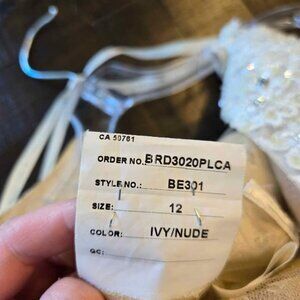 CA 50761
ORDER NO.: BRD3020PLCA
STYLE NO.: BE301
SIZE: 12
COLOR: IVY/NUDE
QC: